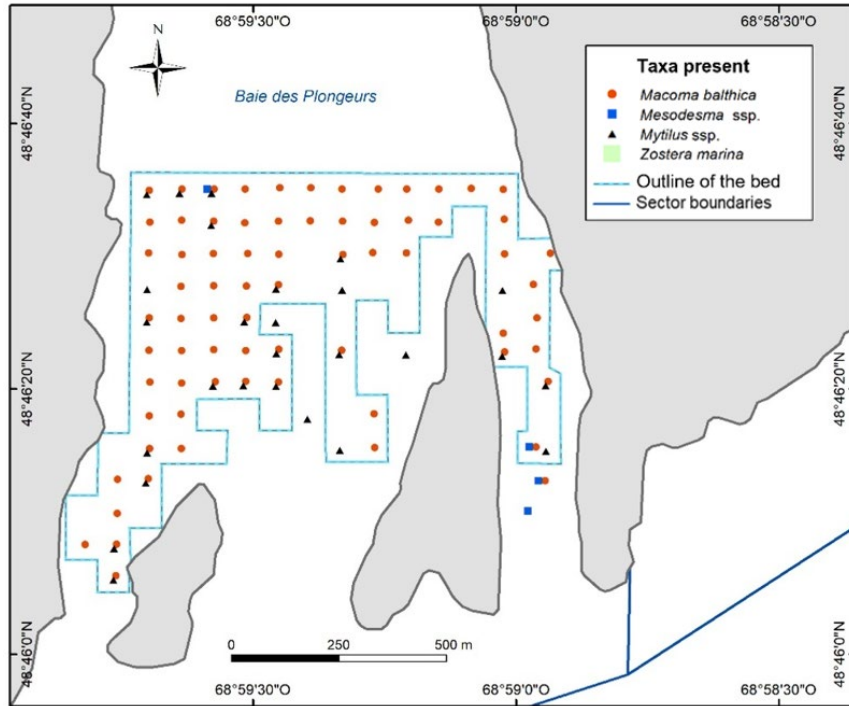 68°59'30"O
68°59'0"O
68°58'30"O
N
Baie des Plongeurs
Taxa present
Macoma balthica
Mesodesma ssp.
Mytilus ssp.
Zostera marina
Outline of the bed
Sector boundaries
48°46'40"N
48°46'40"N
48°46'20"N
48°46'20"N
48°46'0"N
48°46'0"N
0 250 500 m
68°59'30"O
68°59'0"O
68°58'30"O